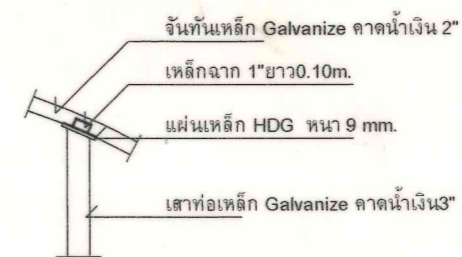 จันทันเหล็ก Galvanize คาดน้ำเงิน 2"
เหล็กฉาก 1"ยาว0.10m.
แผ่นเหล็ก HDG หนา 9 mm.
เสาท่อเหล็ก Galvanize คาดน้ำเงิน3"